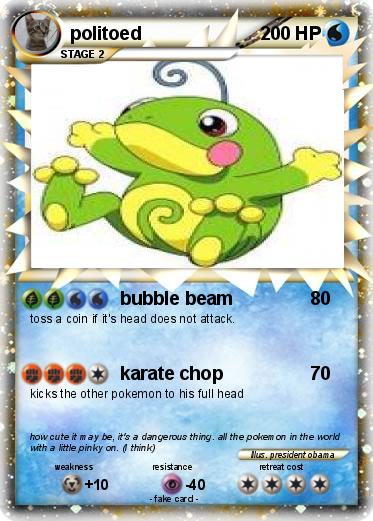 politoed
200 HP
STAGE 2
bubble beam 80
toss a coin if it's head does not attack.
karate chop 70
kicks the other pokemon to his full head
how cute it may be, it's a dangerous thing. all the pokemon in the world
with a little pinky on. (I think)
Illus. president obama
weakness resistance retreat cost
+10 -40
- fake card -